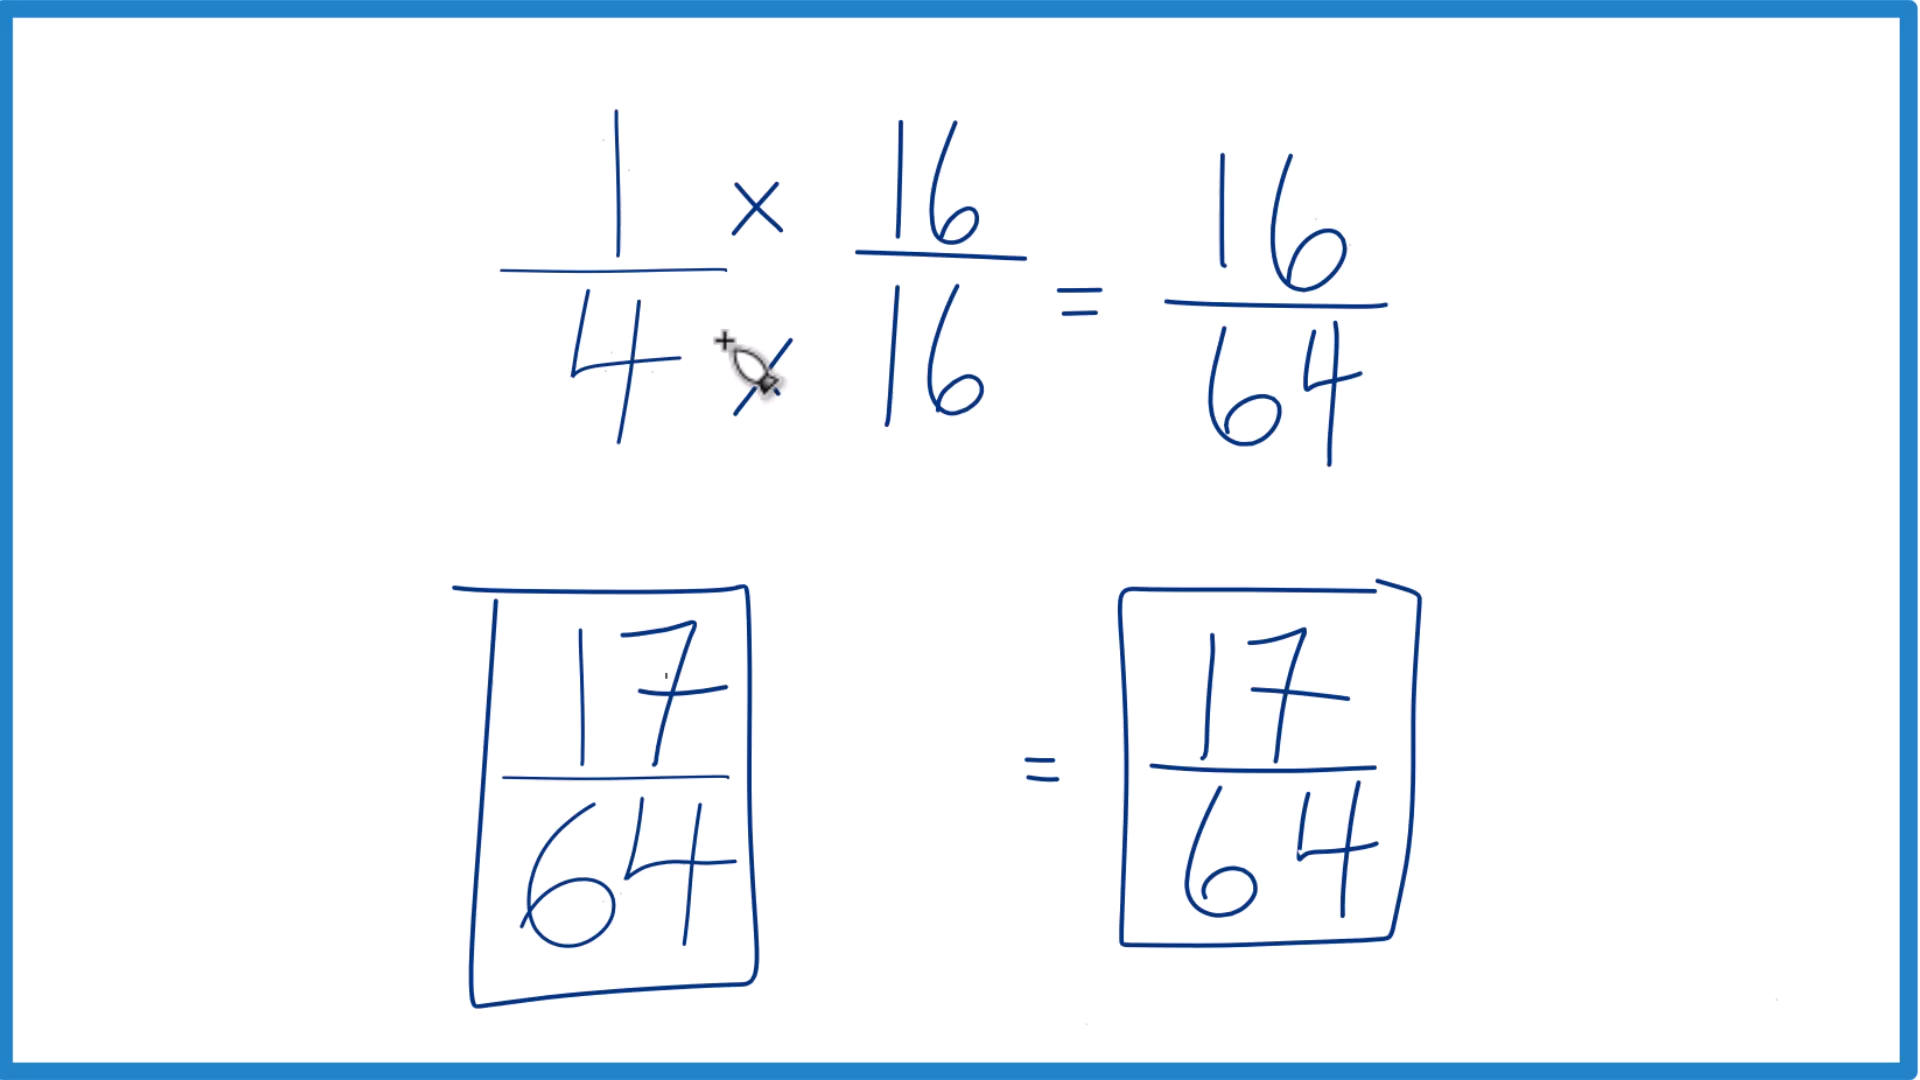 1/4 × 16/16 = 16/64
17/64 = 17/64